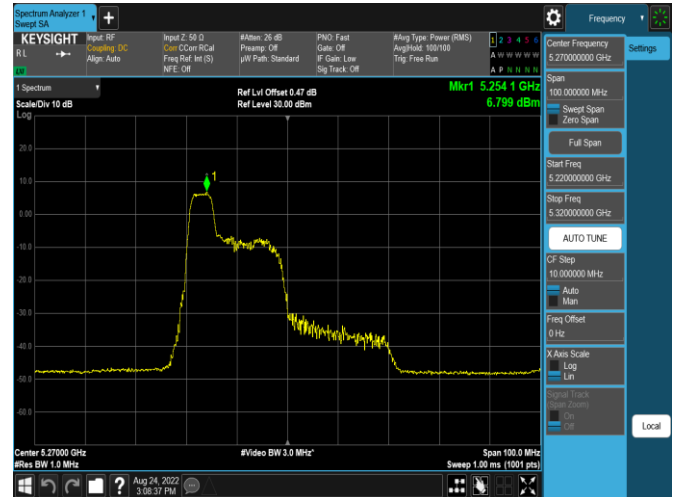 Spectrum Analyzer 1
Swept SA
+
Frequency
KEYSIGHT
RL
Input: RF
Coupling: DC
Align: Auto
Input Z: 50 Ω
Corr CCorr RCal
Freq Ref: Int (S)
NFE: Off
#Atten: 26 dB
Preamp: Off
µW Path: Standard
PNO: Fast
Gate: Off
IF Gain: Low
Sig Track: Off
#Avg Type: Power (RMS)
Avg|Hold: 100/100
Trig: Free Run
1 2 3 4 5 6
A W W W W W
A P N N N N
1 Spectrum
Scale/Div 10 dB
Log
Ref Lvl Offset 0.47 dB
Ref Level 30.00 dBm
Mkr1 5.254 1 GHz
6.799 dBm
1
20.0
10.0
0.00
-10.0
-20.0
-30.0
-40.0
-50.0
-60.0
Center 5.27000 GHz
#Res BW 1.0 MHz
#Video BW 3.0 MHz*
Span 100.0 MHz
Sweep 1.00 ms (1001 pts)
Aug 24, 2022
3:08:37 PM
?
Center Frequency
5.270000000 GHz
Span
100.000000 MHz
Swept Span
Zero Span
Full Span
Start Freq
5.220000000 GHz
Stop Freq
5.320000000 GHz
AUTO TUNE
CF Step
10.000000 MHz
Auto
Man
Freq Offset
0 Hz
X Axis Scale
Log
Lin
Signal Track
(Span Zoom)
On
Off
Settings
Local